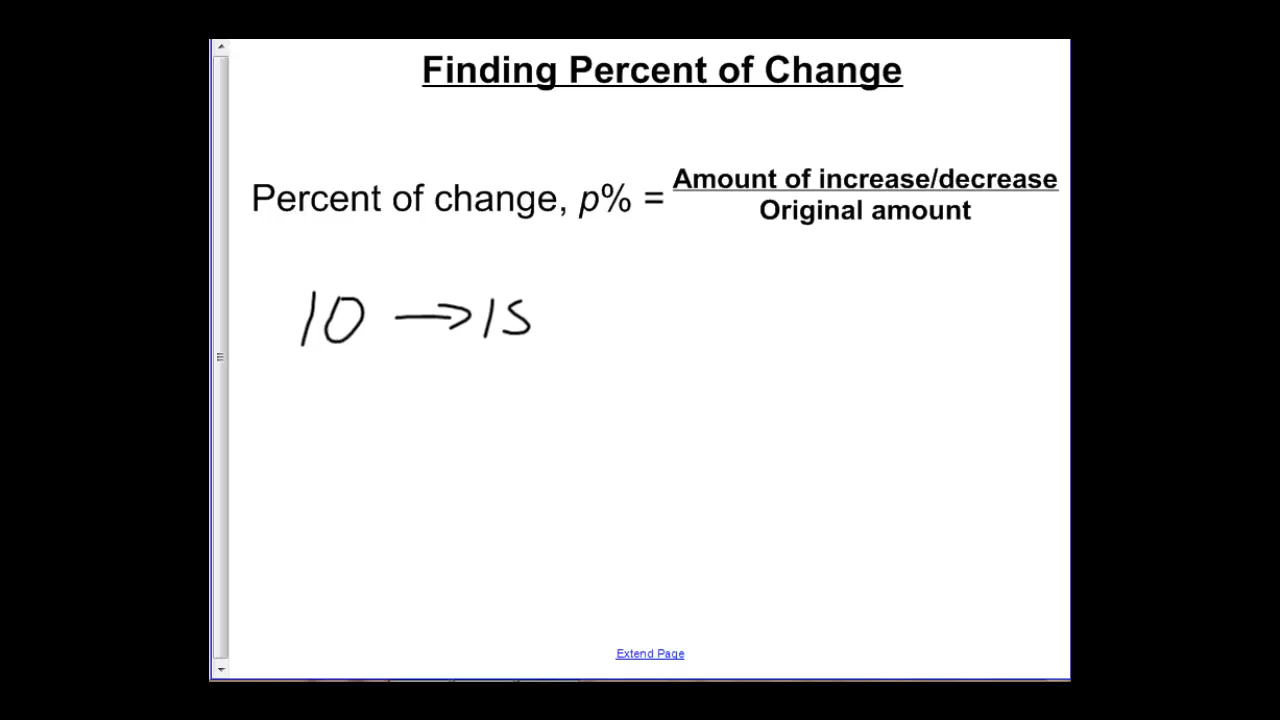 Finding Percent of Change
Percent of change, p% = Amount of increase/decrease
Original amount
10 → 15
Extend Page